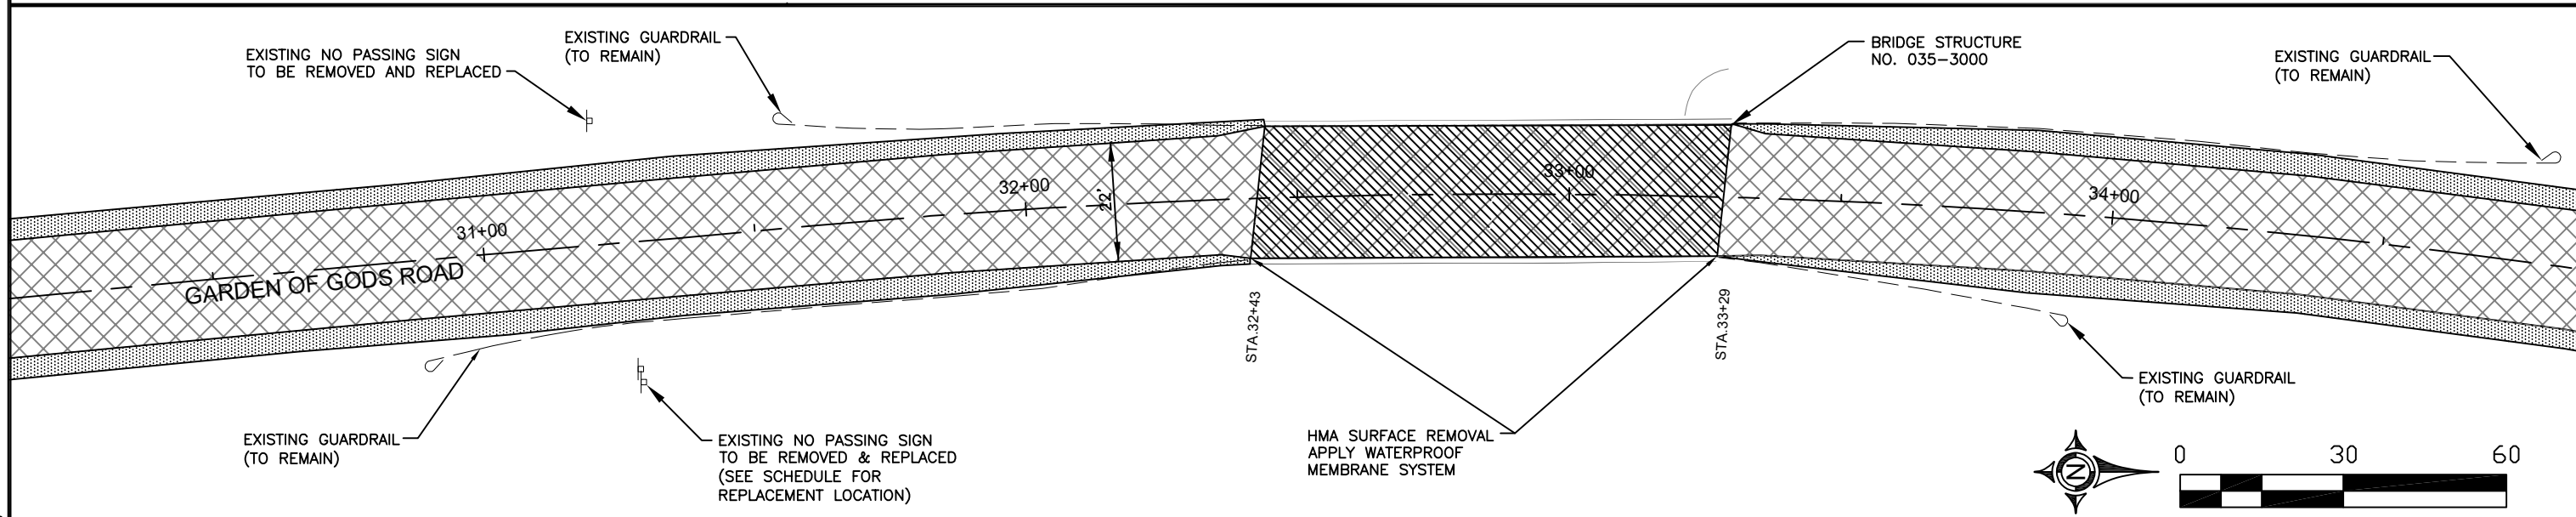 EXISTING NO PASSING SIGN
TO BE REMOVED AND REPLACED
EXISTING GUARDRAIL
(TO REMAIN)
BRIDGE STRUCTURE
NO. 035-3000
EXISTING GUARDRAIL
(TO REMAIN)
31+00
32+00
22'
33+00
34+00
GARDEN OF GODS ROAD
STA.32+43
STA.33+29
EXISTING GUARDRAIL
(TO REMAIN)
EXISTING NO PASSING SIGN
TO BE REMOVED & REPLACED
(SEE SCHEDULE FOR
REPLACEMENT LOCATION)
HMA SURFACE REMOVAL
APPLY WATERPROOF
MEMBRANE SYSTEM
EXISTING GUARDRAIL
(TO REMAIN)
N
0 30 60